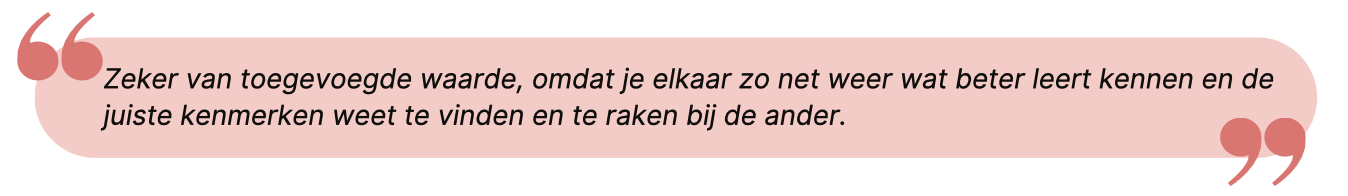 Zeker van toegevoegde waarde, omdat je elkaar zo net weer wat beter leert kennen en de
juiste kenmerken weet te vinden en te raken bij de ander.